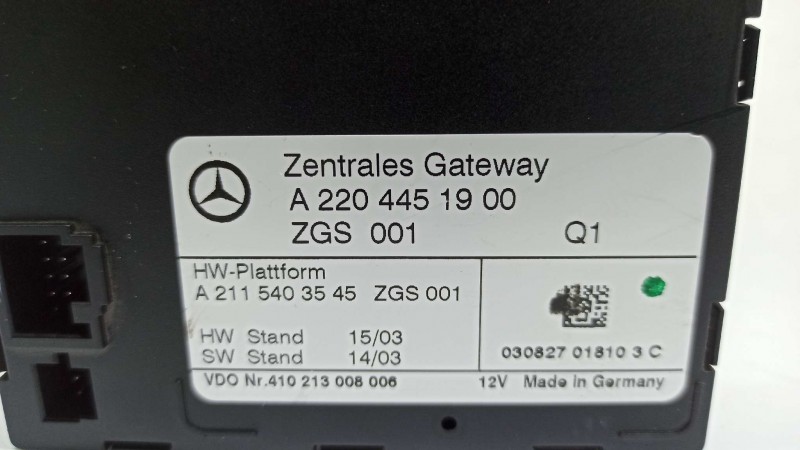 Zentrales Gateway
A 220 445 19 00
ZGS 001 Q1
HW-Plattform
A 211 540 35 45 ZGS 001
HW Stand 15/03
SW Stand 14/03
030827 01810 3 C
VDO Nr.410 213 008 006 12V Made in Germany